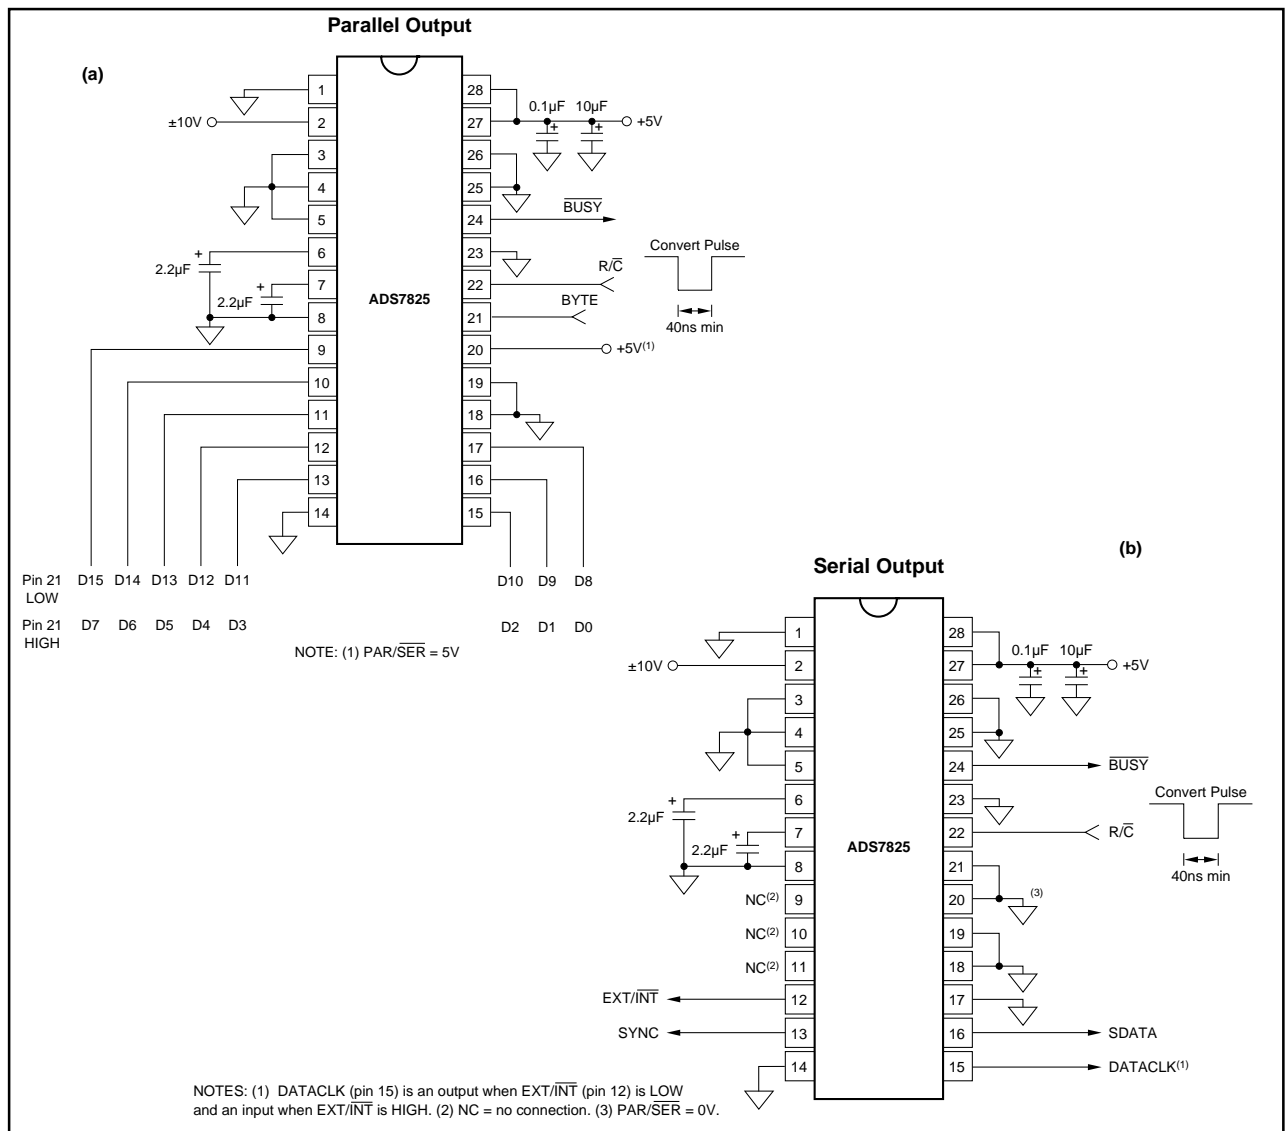 Parallel Output
(a)
1
28
0.1µF
10µF
±10V
2
27
+
+
+5V
3
26
4
25
5
24
B̅U̅S̅Y̅
6
23
+
2.2µF
Convert Pulse
7
22
R/C̅
+
2.2µF
ADS7825
8
21
BYTE
40ns min
9
20
+5V(1)
10
19
11
18
12
17
13
16
14
15
Pin 21 LOW
D15
D14
D13
D12
D11
D10
D9
D8
Pin 21 HIGH
D7
D6
D5
D4
D3
D2
D1
D0
NOTE: (1) PAR/S̅E̅R̅ = 5V
Serial Output
(b)
1
28
0.1µF
10µF
±10V
2
27
+
+
+5V
3
26
4
25
5
24
B̅U̅S̅Y̅
6
23
+
2.2µF
Convert Pulse
7
22
R/C̅
+
2.2µF
ADS7825
8
21
40ns min
NC(2)
9
20
(3)
NC(2)
10
19
NC(2)
11
18
EXT/I̅N̅T̅
12
17
SYNC
13
16
SDATA
14
15
DATACLK(1)
NOTES: (1) DATACLK (pin 15) is an output when EXT/I̅N̅T̅ (pin 12) is LOW
and an input when EXT/I̅N̅T̅ is HIGH. (2) NC = no connection. (3) PAR/S̅E̅R̅ = 0V.